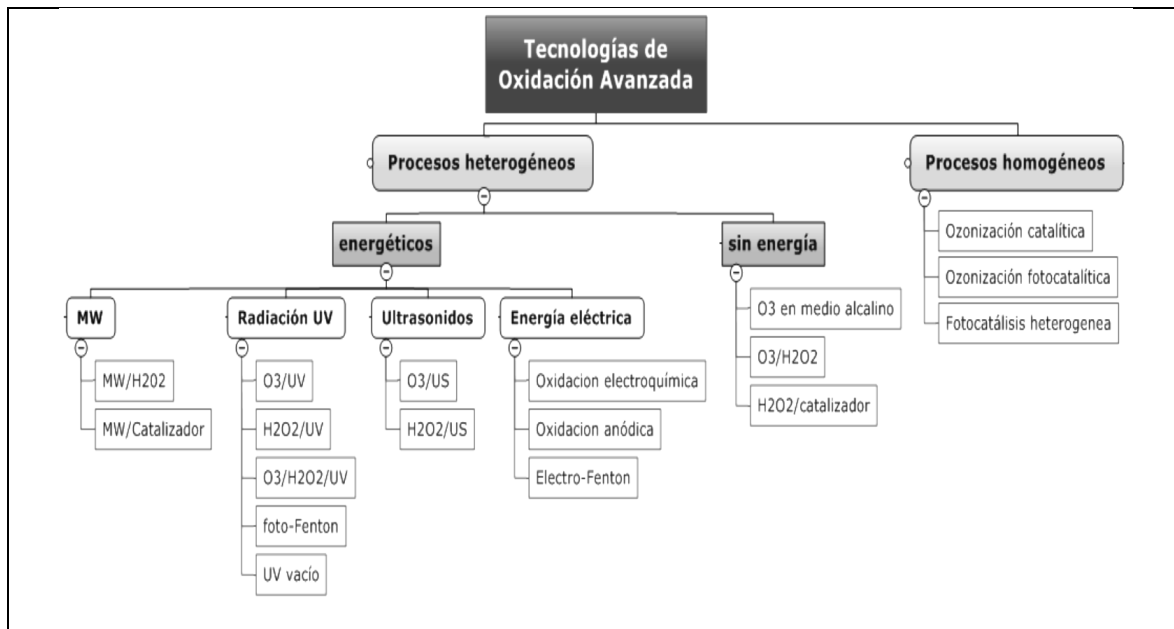 Tecnologías de
Oxidación Avanzada
Procesos heterogéneos
Procesos homogéneos
energéticos
sin energía
Ozonización catalítica
Ozonización fotocatalítica
Fotocatálisis heterogenea
MW
Radiación UV
Ultrasonidos
Energía eléctrica
O3 en medio alcalino
O3/H2O2
H2O2/catalizador
MW/H202
MW/Catalizador
O3/UV
H2O2/UV
O3/H2O2/UV
foto-Fenton
UV vacío
O3/US
H2O2/US
Oxidacion electroquímica
Oxidacion anódica
Electro-Fenton